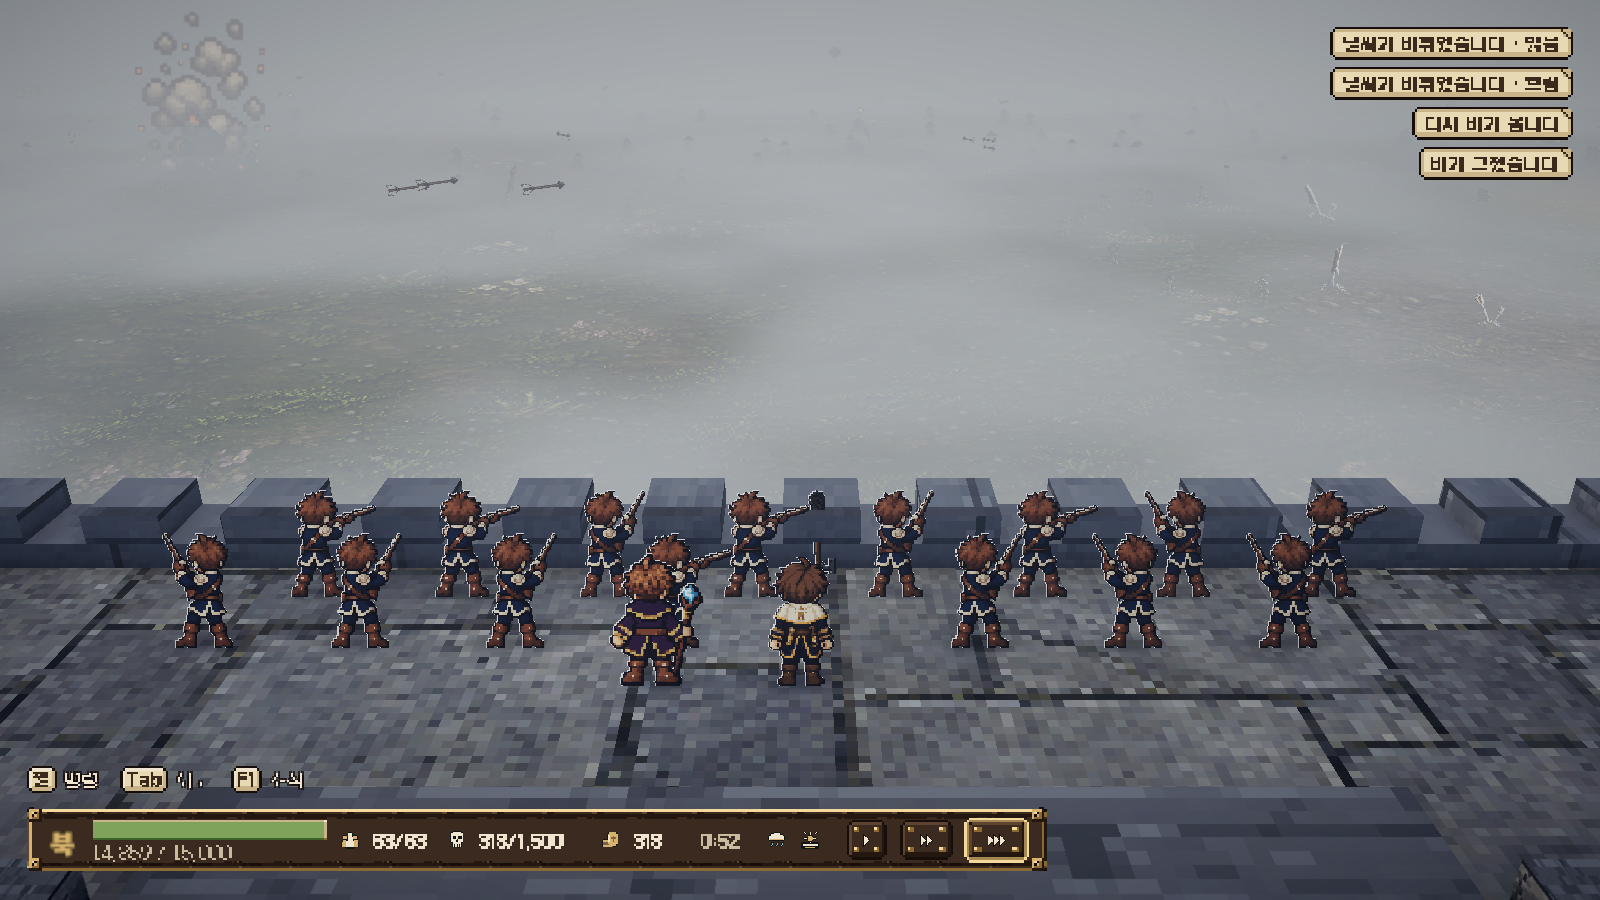 날씨가 바뀌었습니다 · 맑음
날씨가 바뀌었습니다 · 흐림
다시 비가 옵니다
비가 그쳤습니다
Tab
F1
북
14,869 / 15,000
63/63
318/1,500
318
0:52